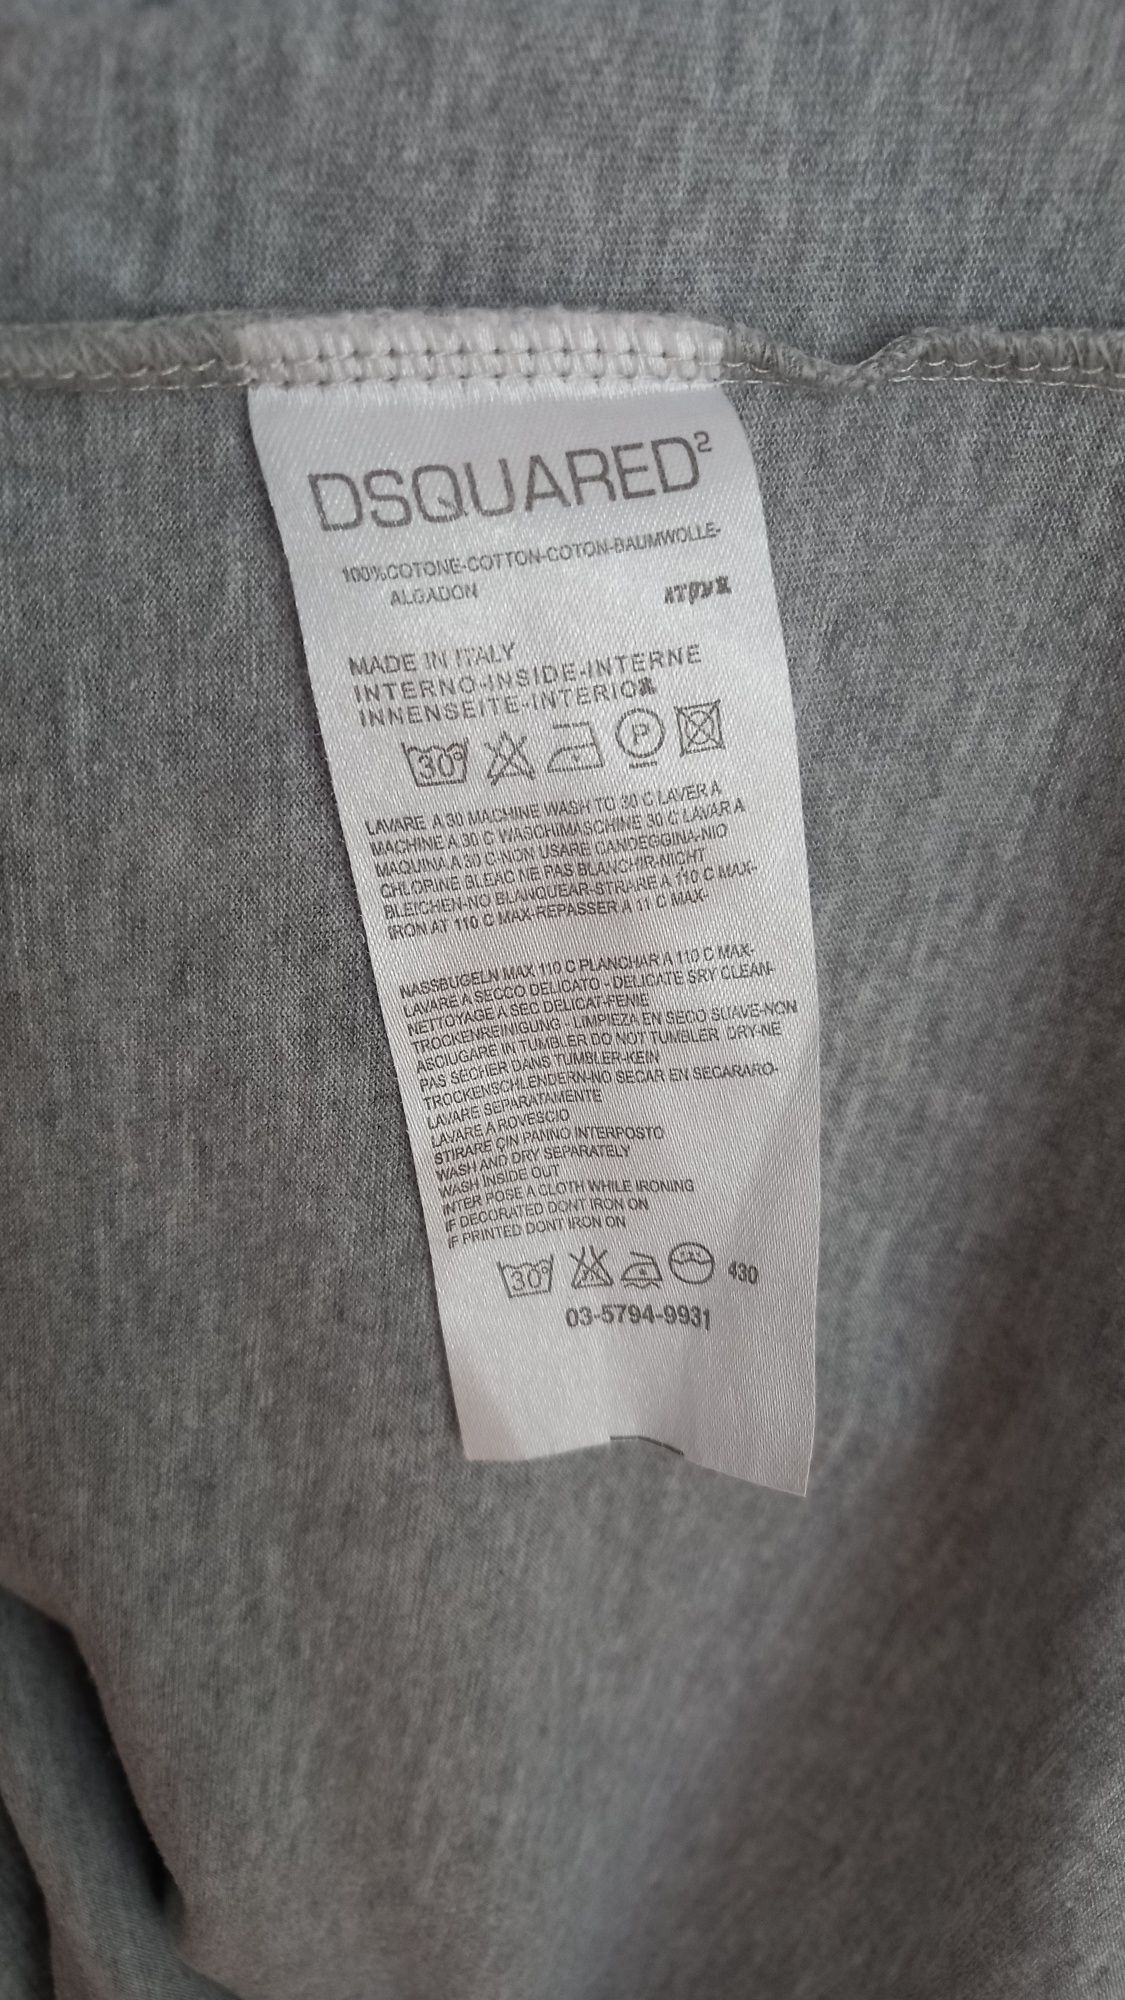 DSQUARED²
100%COTONE-COTTON-COTON-BAUMWOLLE-
ALGADON
MADE IN ITALY
INTERNO-INSIDE-INTERNE
INNENSEITE-INTERIOR
30°
P
LAVARE A 30 MACHINE WASH TO 30 C LAVER A
MACHINE A 30 C WASCHIMASCHINE 30 C LAVAR A
MAQUINA A 30 C-NON USARE CANDEGGINA-NIO
CHLORINE BLEAC NE PAS BLANCHIR-NICHT
BLEICHEN-NO BLANQUEAR-STRARE A 110 C MAX-
IRON AT 110 C MAX-REPASSER A 11 C MAX-
NASSBUGELN MAX 110 C PLANCHAR A 110 C MAX-
LAVARE A SECCO DELICATO - DELICATE SRY CLEAN-
NETTOYAGE A SEC DELICAT-FENIE
TROCKENREINIGUNG - LIMPIEZA EN SECO SUAVE-NON
ASCIUGARE IN TUMBLER DO NOT TUMBLER DRY-NE
PAS SECHER DANS TUMBLER-KEIN
TROCKENSCHLENDERN-NO SECAR EN SECARARO-
LAVARE SEPARATAMENTE
LAVARE A ROVESCIO
STIRARE ÇIN PANNO INTERPOSTO
WASH AND DRY SEPARATELY
WASH INSIDE OUT
INTER POSE A CLOTH WHILE IRONING
IF DECORATED DONT IRON ON
IF PRINTED DONT IRON ON
30° 430
03-5794-9931